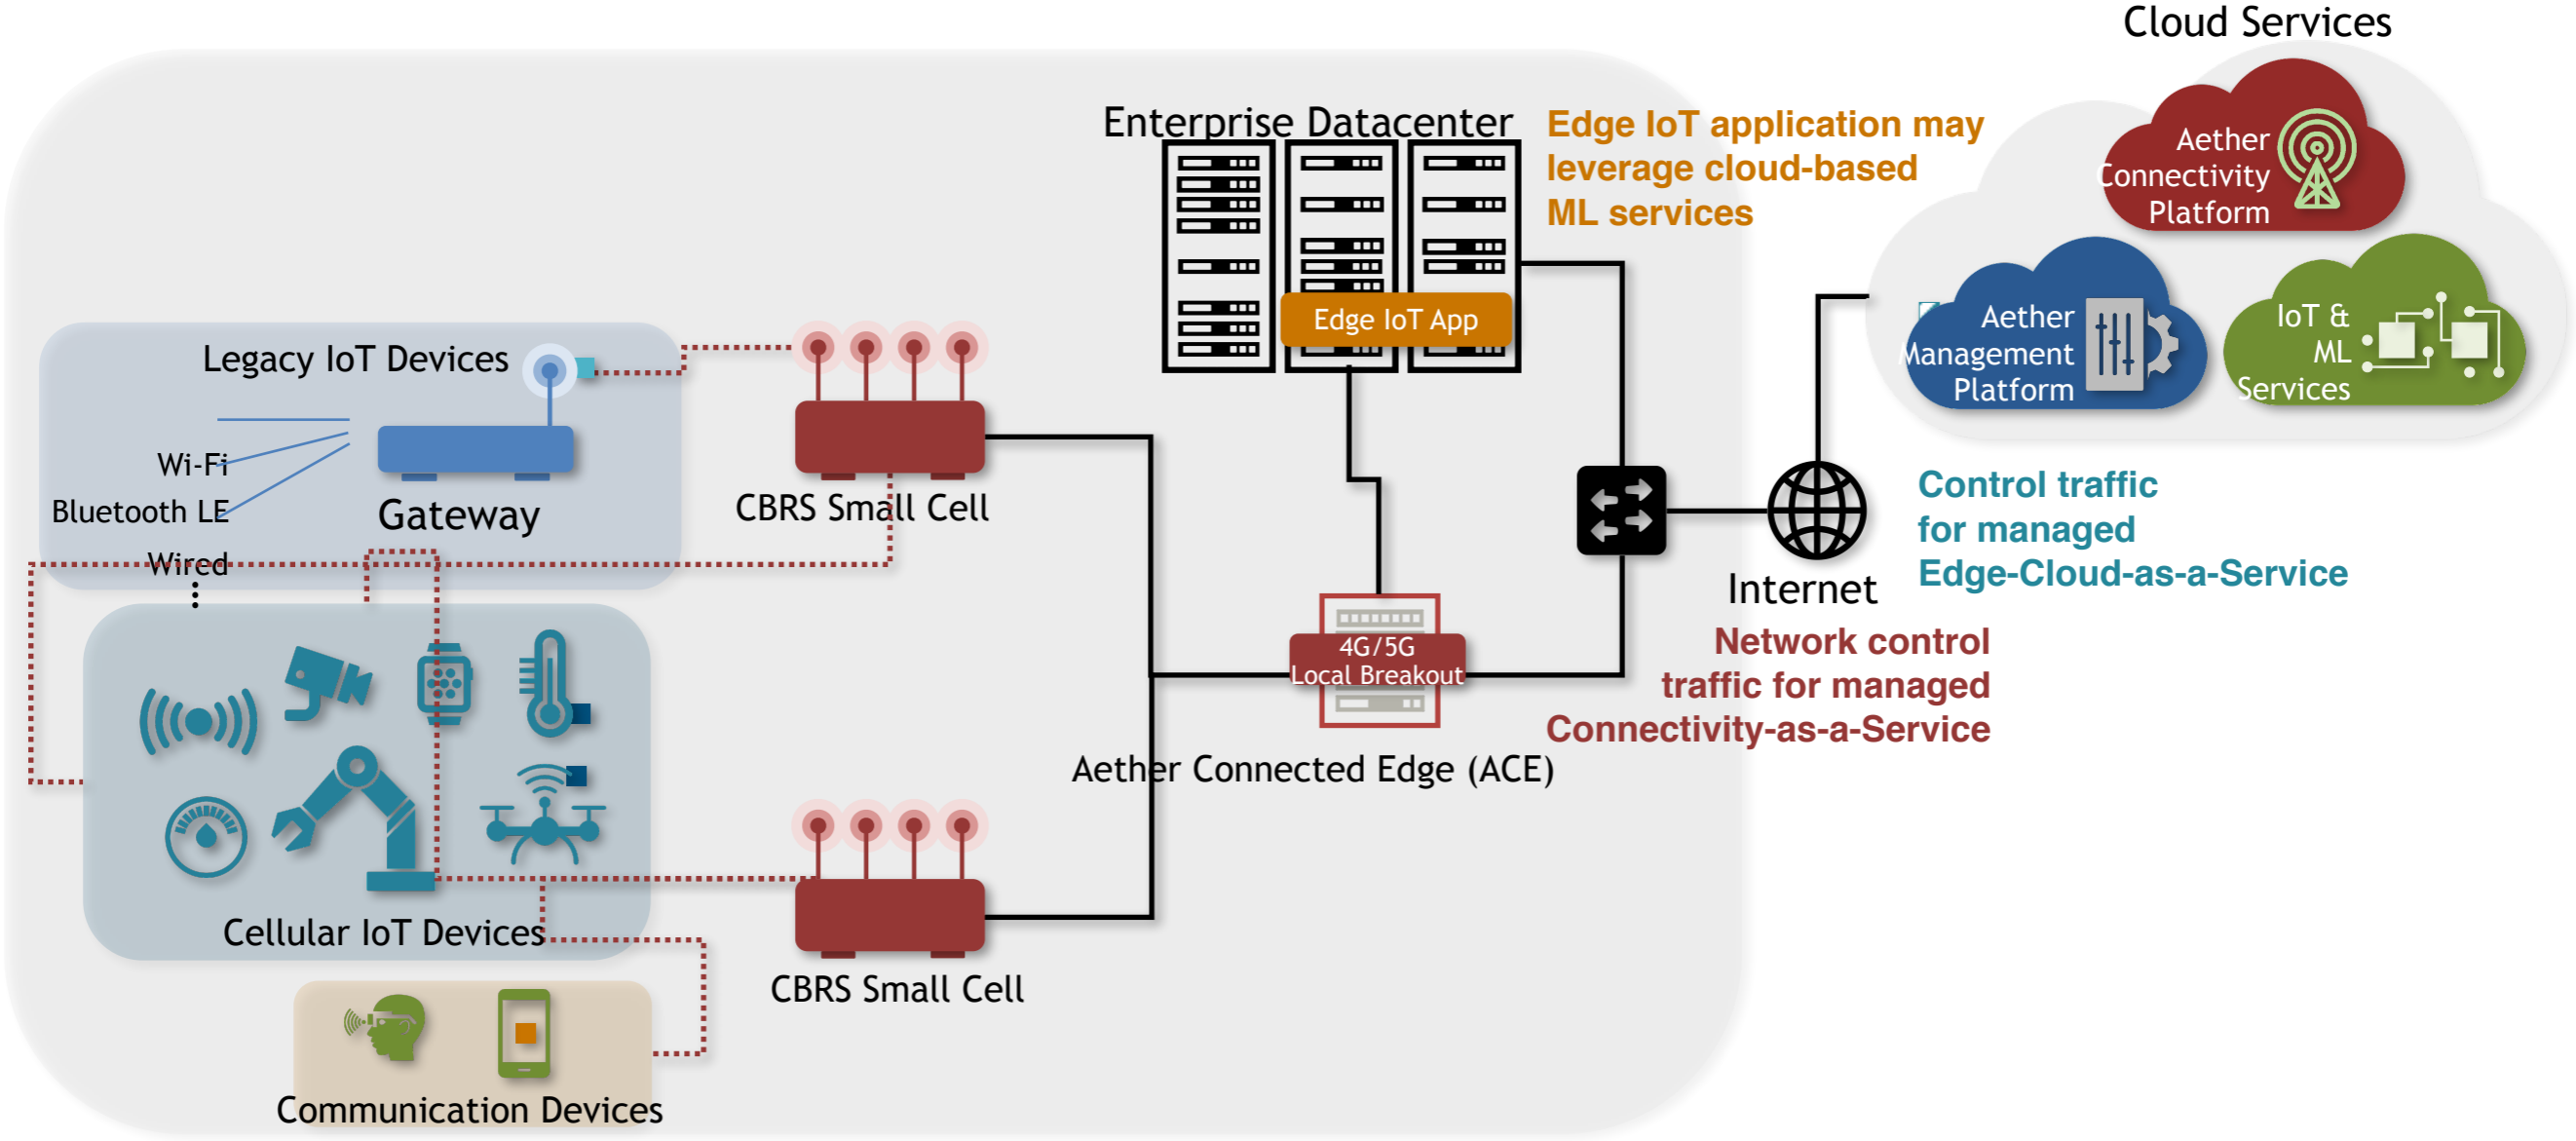 Cloud Services
Enterprise Datacenter
Edge IoT application may
leverage cloud-based
ML services
Aether
Connectivity
Platform
Edge IoT App
Aether
Management
Platform
IoT &
ML
Services
Legacy IoT Devices
Wi-Fi
Bluetooth LE
Wired
Gateway
CBRS Small Cell
Internet
Control traffic
for managed
Edge-Cloud-as-a-Service
Network control
traffic for managed
Connectivity-as-a-Service
4G/5G
Local Breakout
Aether Connected Edge (ACE)
Cellular IoT Devices
CBRS Small Cell
Communication Devices